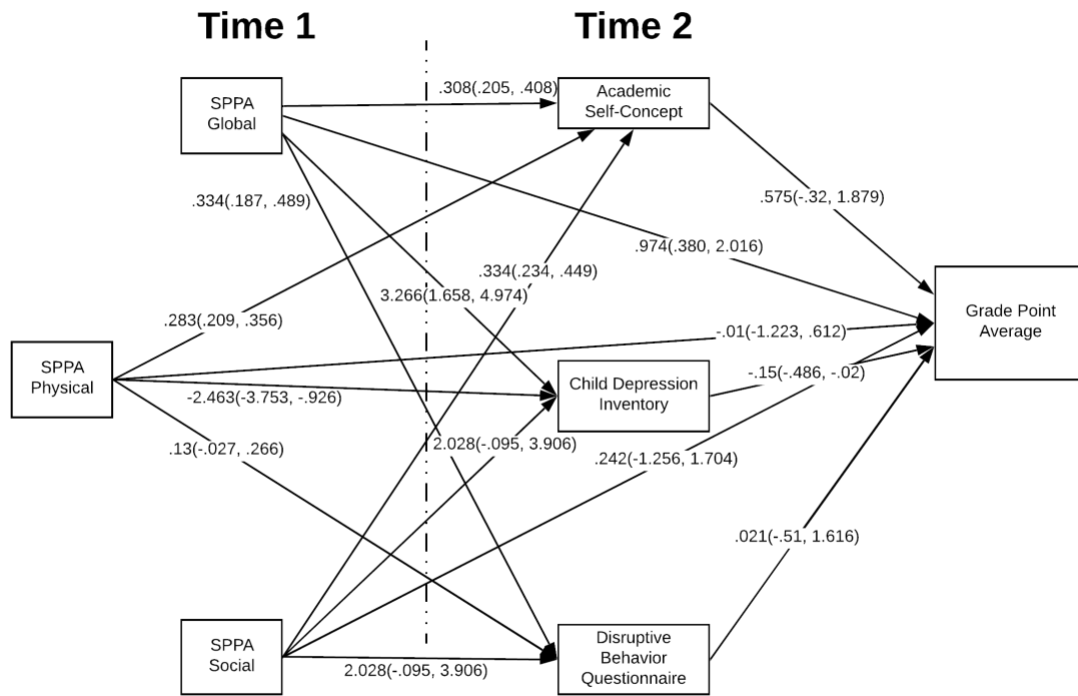 Time 1
Time 2
SPPA
Global
.308(.205, .408)
Academic
Self-Concept
.334(.187, .489)
.575(-.32, 1.879)
.974(.380, 2.016)
.334(.234, .449)
3.266(1.658, 4.974)
.283(.209, .356)
Grade Point
Average
-.01(-1.223, .612)
SPPA
Physical
-2.463(-3.753, -.926)
Child Depression
Inventory
-.15(-.486, -.02)
.13(-.027, .266)
2.028(-.095, 3.906)
.242(-1.256, 1.704)
.021(-.51, 1.616)
SPPA
Social
2.028(-.095, 3.906)
Disruptive
Behavior
Questionnaire